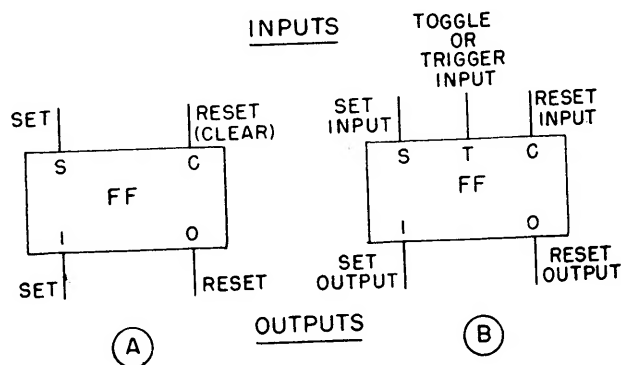 INPUTS
SET
RESET
(CLEAR)
S
C
FF
I
O
SET
RESET
A
TOGGLE
OR
TRIGGER
INPUT
SET
INPUT
RESET
INPUT
S
T
C
FF
I
O
SET
OUTPUT
RESET
OUTPUT
B
OUTPUTS